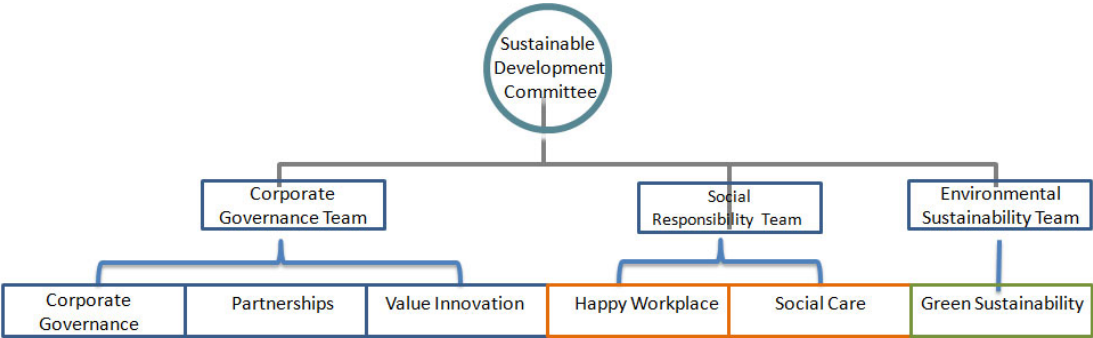 Sustainable
Development
Committee
Corporate
Governance Team
Social
Responsibility Team
Environmental
Sustainability Team
Corporate
Governance
Partnerships
Value Innovation
Happy Workplace
Social Care
Green Sustainability